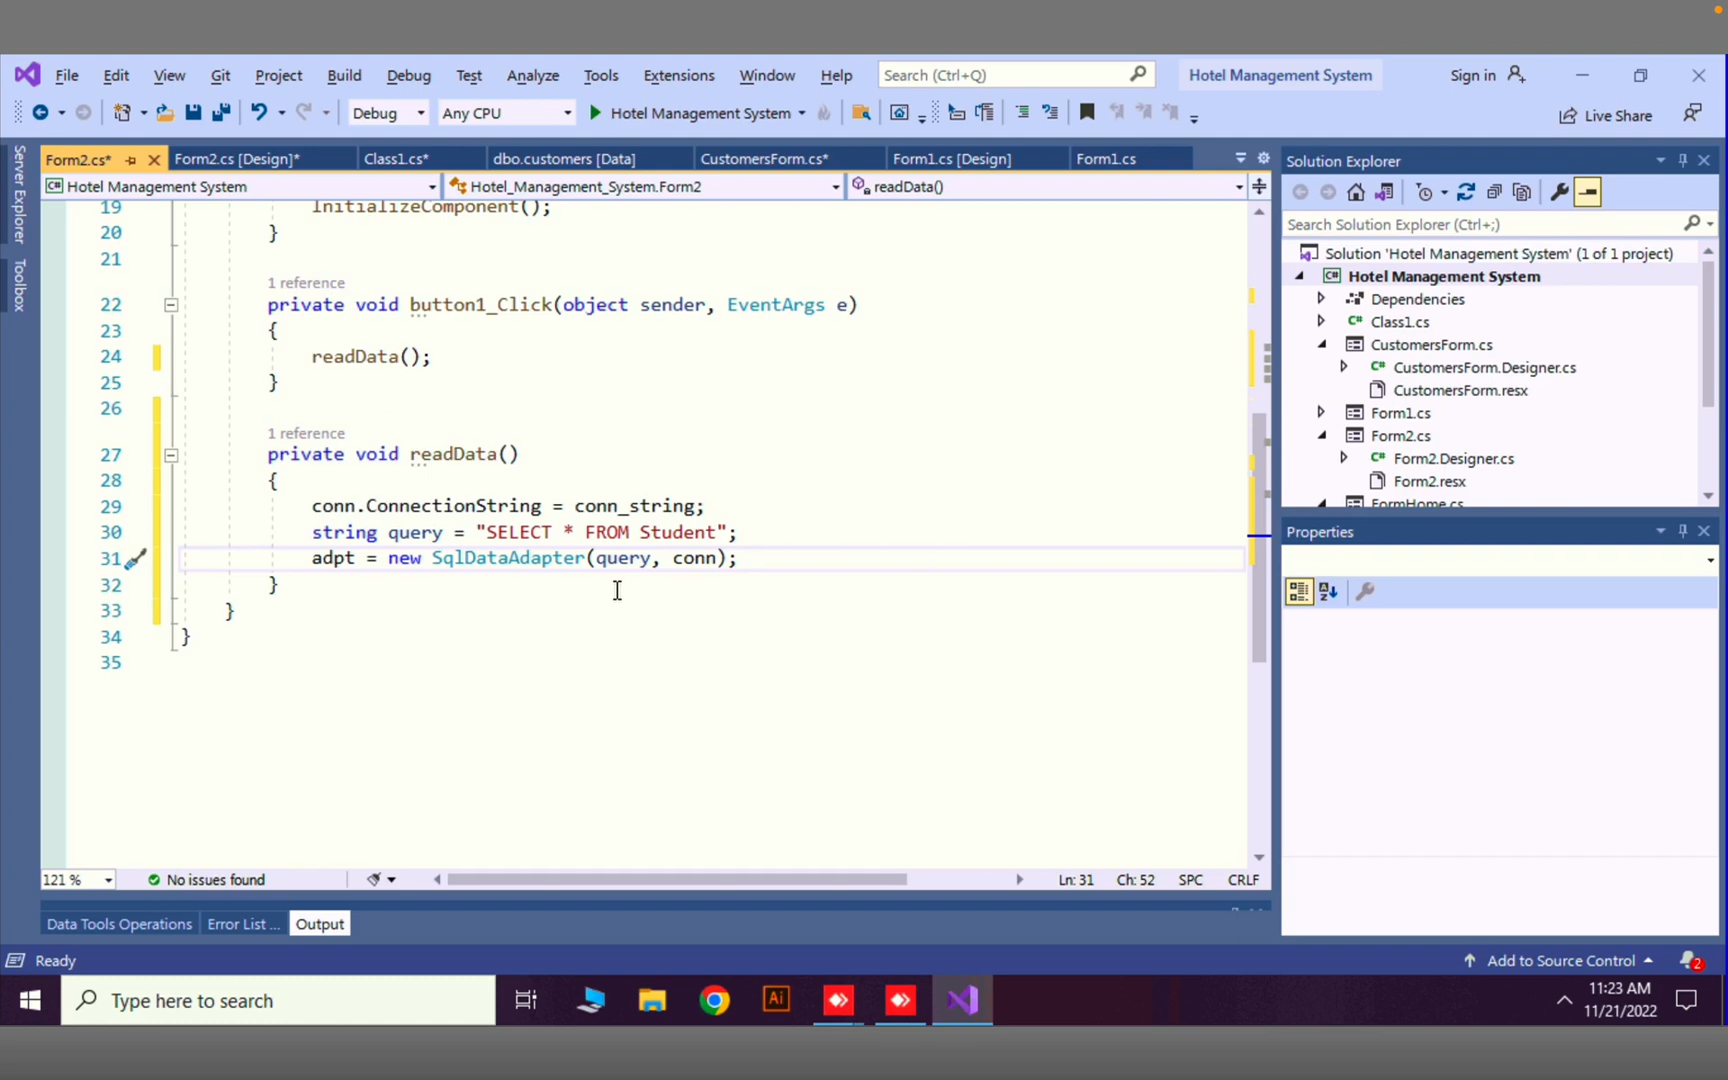 File Edit View Git Project Build Debug Test Analyze Tools Extensions Window Help Search (Ctrl+Q) Hotel Management System Sign in
Debug Any CPU Hotel Management System Live Share
Server Explorer
Toolbox
Form2.cs* Form2.cs [Design]* Class1.cs* dbo.customers [Data] CustomersForm.cs* Form1.cs [Design] Form1.cs
Hotel Management System Hotel_Management_System.Form2 readData()
19 InitializeComponent();
20 }
21
1 reference
22 private void button1_Click(object sender, EventArgs e)
23 {
24 readData();
25 }
26
1 reference
27 private void readData()
28 {
29 conn.ConnectionString = conn_string;
30 string query = "SELECT * FROM Student";
31 adpt = new SqlDataAdapter(query, conn);
32 }
33 }
34 }
35
121 % No issues found Ln: 31 Ch: 52 SPC CRLF
Data Tools Operations Error List ... Output
Solution Explorer
Search Solution Explorer (Ctrl+;)
Solution 'Hotel Management System' (1 of 1 project)
C# Hotel Management System
Dependencies
C# Class1.cs
CustomersForm.cs
C# CustomersForm.Designer.cs
CustomersForm.resx
Form1.cs
Form2.cs
C# Form2.Designer.cs
Form2.resx
FormHome.cs
Properties
Ready Add to Source Control 2
Type here to search Ai 11:23 AM
11/21/2022